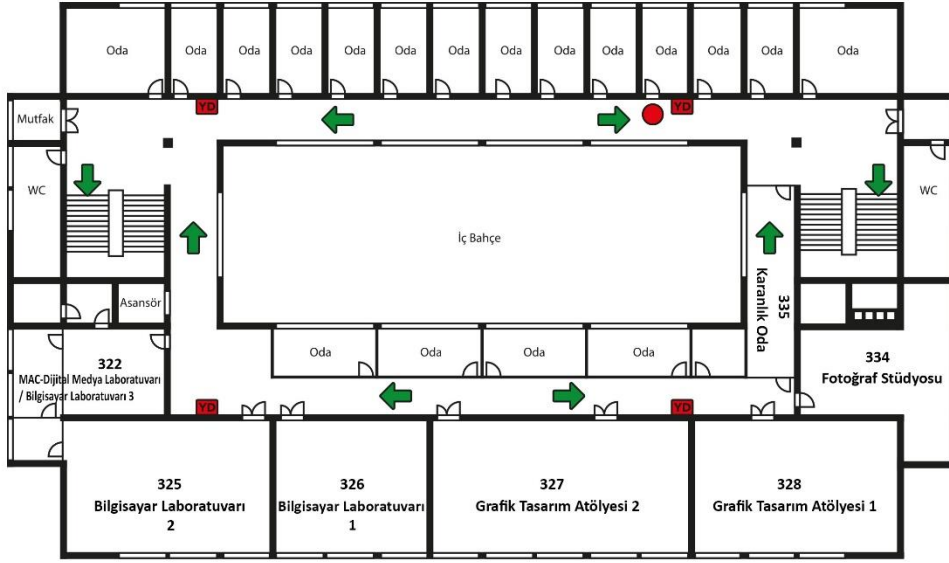 Oda
Oda
Oda
Oda
Oda
Oda
Oda
Oda
Oda
Oda
Oda
Oda
Oda
Oda
YD
YD
Mutfak
WC
WC
İç Bahçe
Asansör
335
Karanlık Oda
Oda
Oda
Oda
Oda
322
MAC-Dijital Medya Laboratuvarı
/ Bilgisayar Laboratuvarı 3
334
Fotoğraf Stüdyosu
YD
YD
325
Bilgisayar Laboratuvarı
2
326
Bilgisayar Laboratuvarı
1
327
Grafik Tasarım Atölyesi 2
328
Grafik Tasarım Atölyesi 1